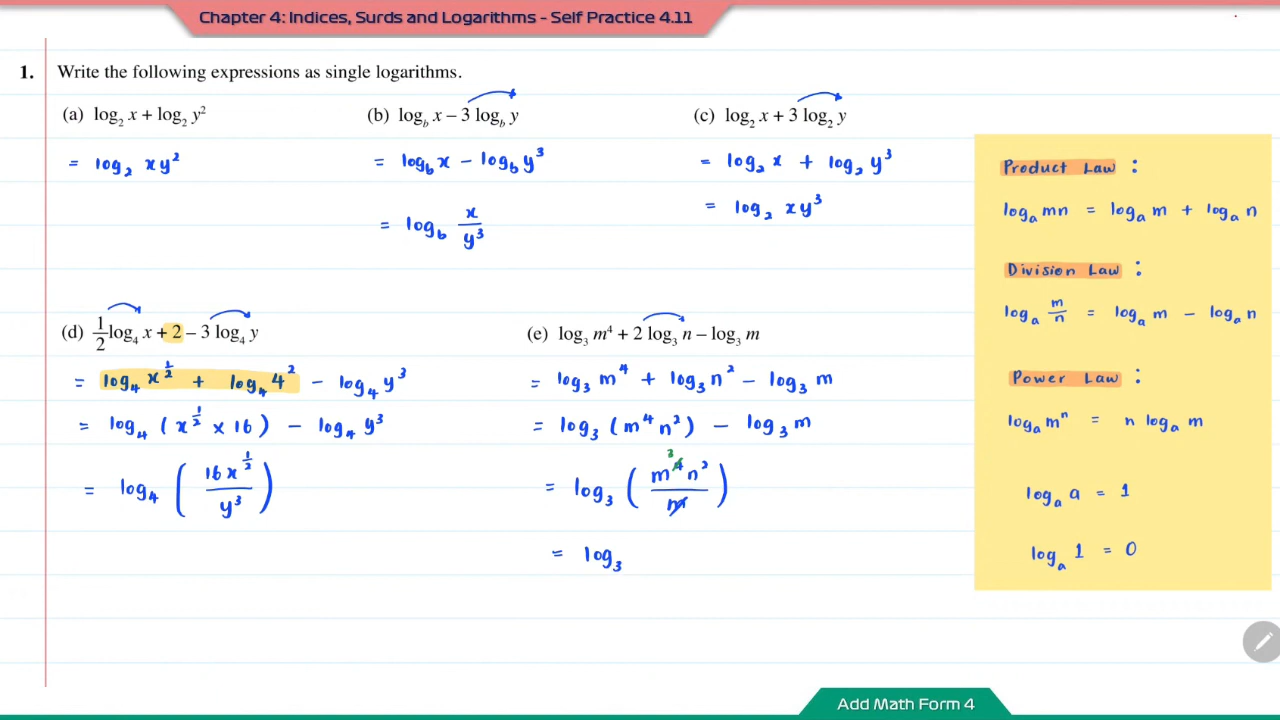 Chapter 4: Indices, Surds and Logarithms - Self Practice 4.11
1. Write the following expressions as single logarithms.
(a) log₂ x + log₂ y²
= log₂ xy²
(b) log_b x – 3 log_b y
= log_b x – log_b y³
= log_b x/y³
(c) log₂ x + 3 log₂ y
= log₂ x + log₂ y³
= log₂ xy³
(d) 1/2 log₄ x + 2 – 3 log₄ y
= log₄ x^(1/2) + log₄ 4² – log₄ y³
= log₄ (x^(1/2) × 16) – log₄ y³
= log₄ (16x^(1/2)/y³)
(e) log₃ m⁴ + 2 log₃ n – log₃ m
= log₃ m⁴ + log₃ n² – log₃ m
= log₃ (m⁴n²) – log₃ m
3
= log₃ (m⁴n²/m)
= log₃
Product Law :
log_a mn = log_a m + log_a n
Division Law :
log_a m/n = log_a m – log_a n
Power Law :
log_a mⁿ = n log_a m
log_a a = 1
log_a 1 = 0
Add Math Form 4